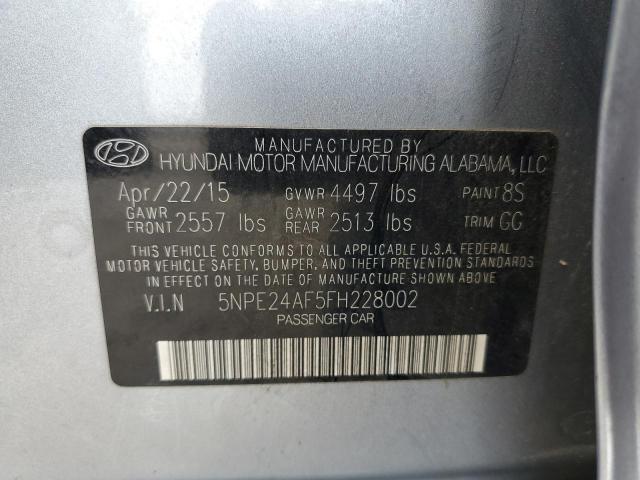 MANUFACTURED BY
HYUNDAI MOTOR MANUFACTURING ALABAMA, LLC
Apr/22/15 GVWR 4497 lbs PAINT 8S
GAWR FRONT 2557 lbs GAWR REAR 2513 lbs TRIM GG
THIS VEHICLE CONFORMS TO ALL APPLICABLE U.S.A. FEDERAL
MOTOR VEHICLE SAFETY, BUMPER, AND THEFT PREVENTION STANDARDS
IN EFFECT ON THE DATE OF MANUFACTURE SHOWN ABOVE
V.I.N 5NPE24AF5FH228002
PASSENGER CAR